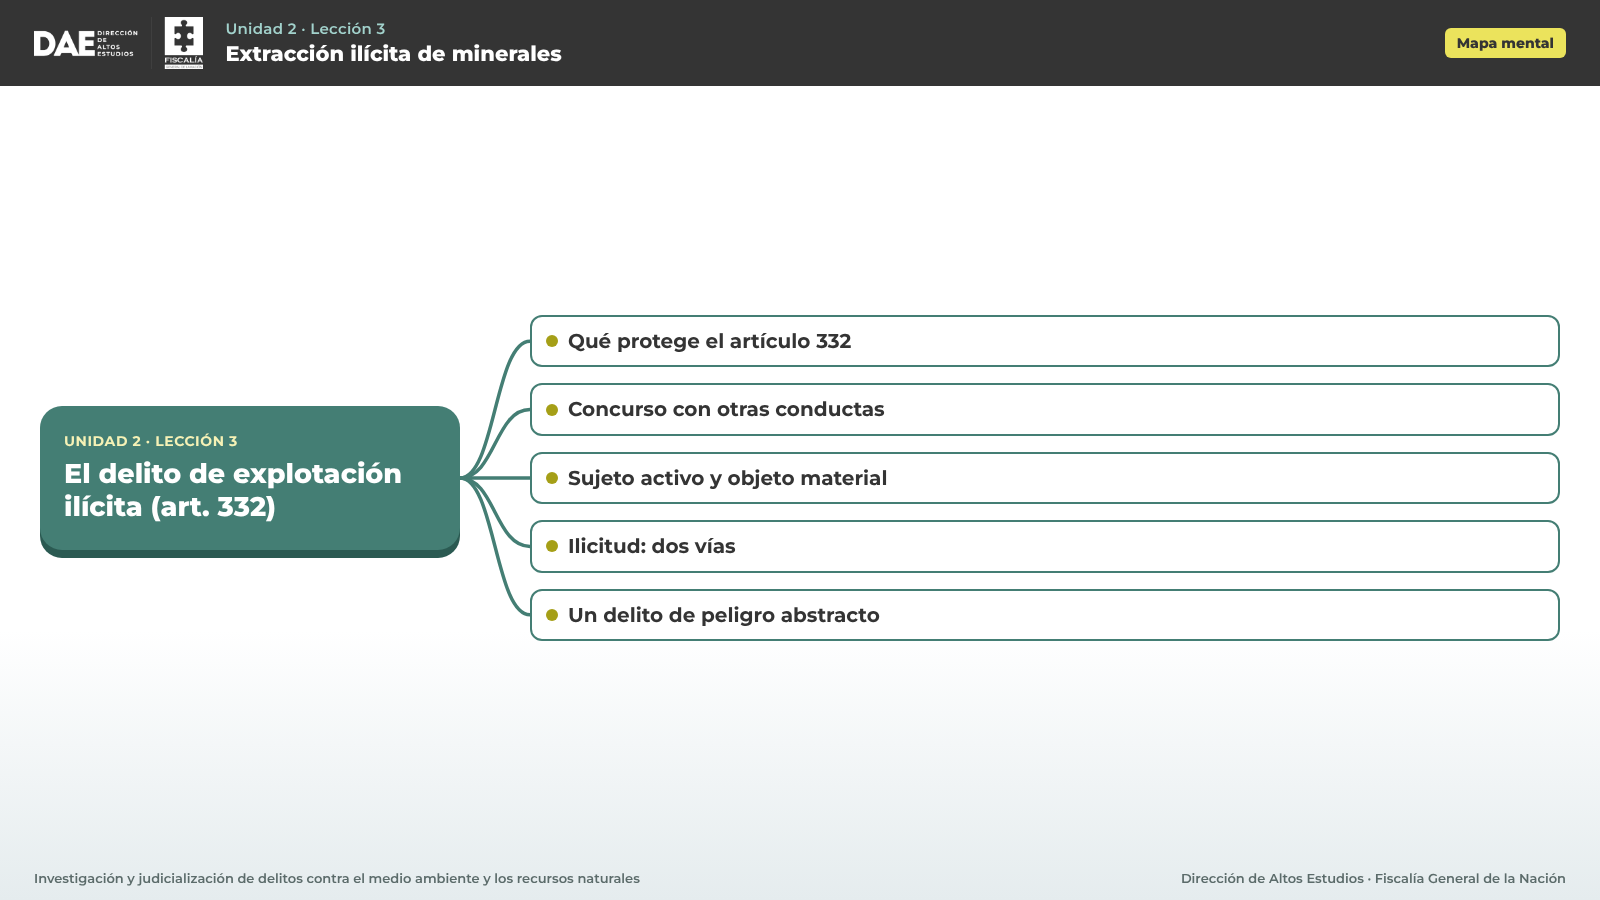 DAE DIRECCIÓN
DE
ALTOS
ESTUDIOS
FISCALÍA
Unidad 2 · Lección 3
Extracción ilícita de minerales
Mapa mental
UNIDAD 2 · LECCIÓN 3
El delito de explotación
ilícita (art. 332)
Qué protege el artículo 332
Concurso con otras conductas
Sujeto activo y objeto material
Ilicitud: dos vías
Un delito de peligro abstracto
Investigación y judicialización de delitos contra el medio ambiente y los recursos naturales
Dirección de Altos Estudios · Fiscalía General de la Nación